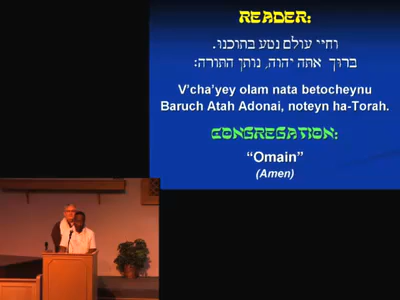 READER:
וחיי עולם נטע בתוכנו.
ברוך אתה יהוה, נותן התורה:
V'cha'yey olam nata betocheynu
Baruch Atah Adonai, noteyn ha-Torah.
CONGREGATION:
“Omain”
(Amen)